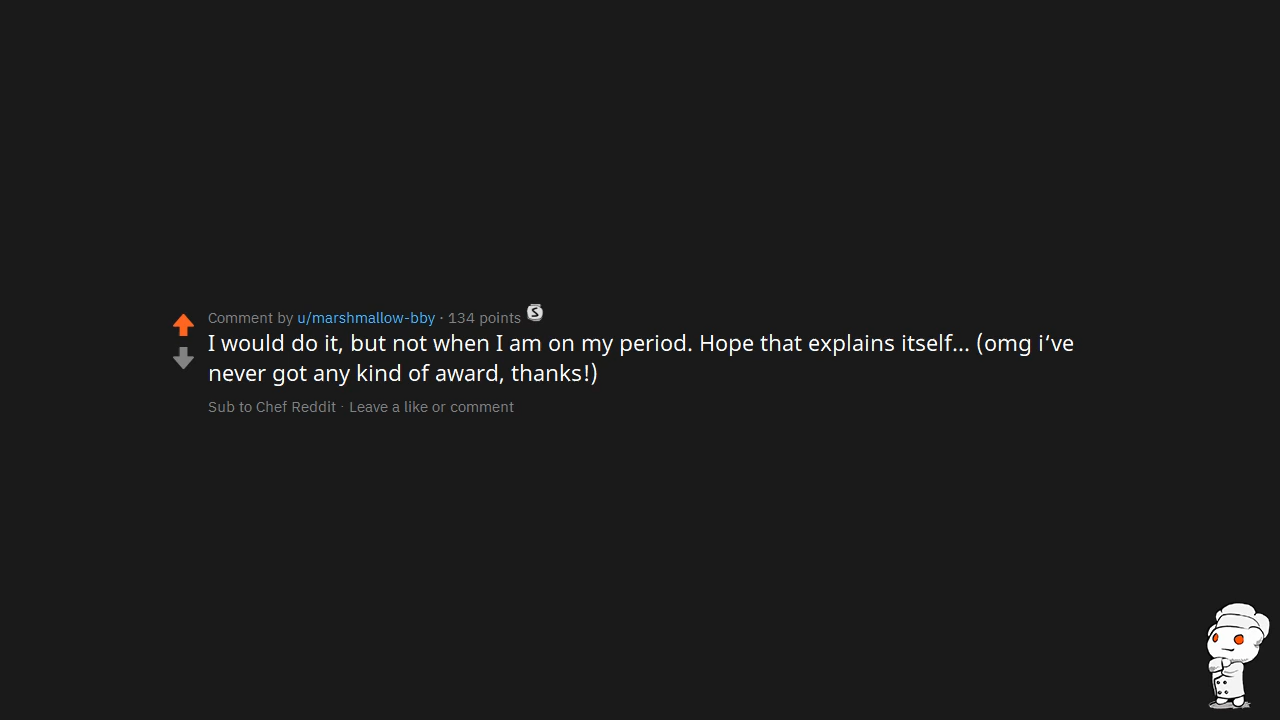 Comment by u/marshmallow-bby · 134 points S
I would do it, but not when I am on my period. Hope that explains itself... (omg i’ve
never got any kind of award, thanks!)
Sub to Chef Reddit · Leave a like or comment